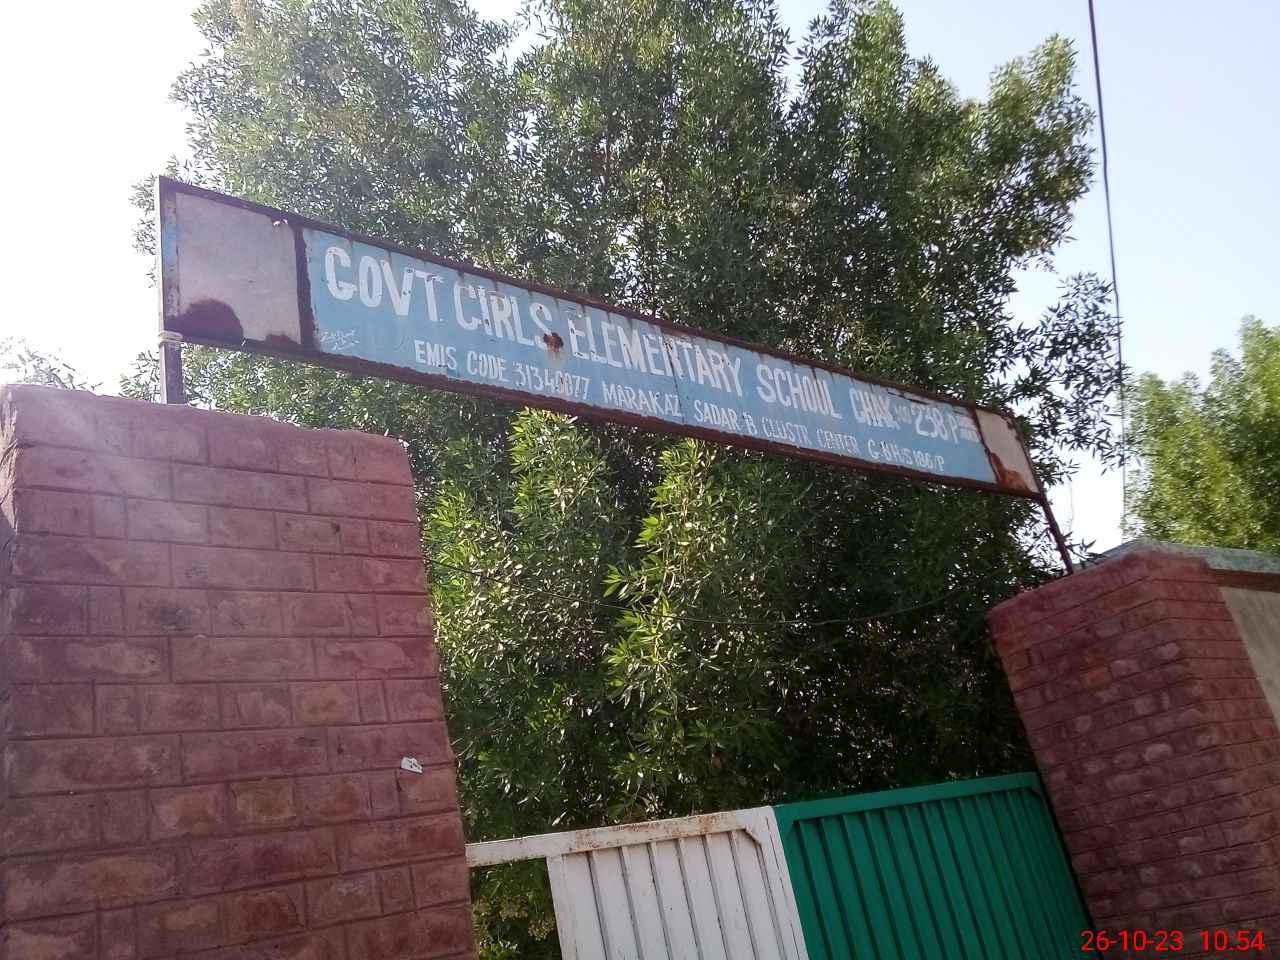 GOVT GIRLS ELEMENTARY SCHOOL CHAK NO 238 P
EMIS CODE 31340077 MARAKAZ SADAR-B CLUSTR CENTER G-B H/S 186/P
26-10-23 10:54